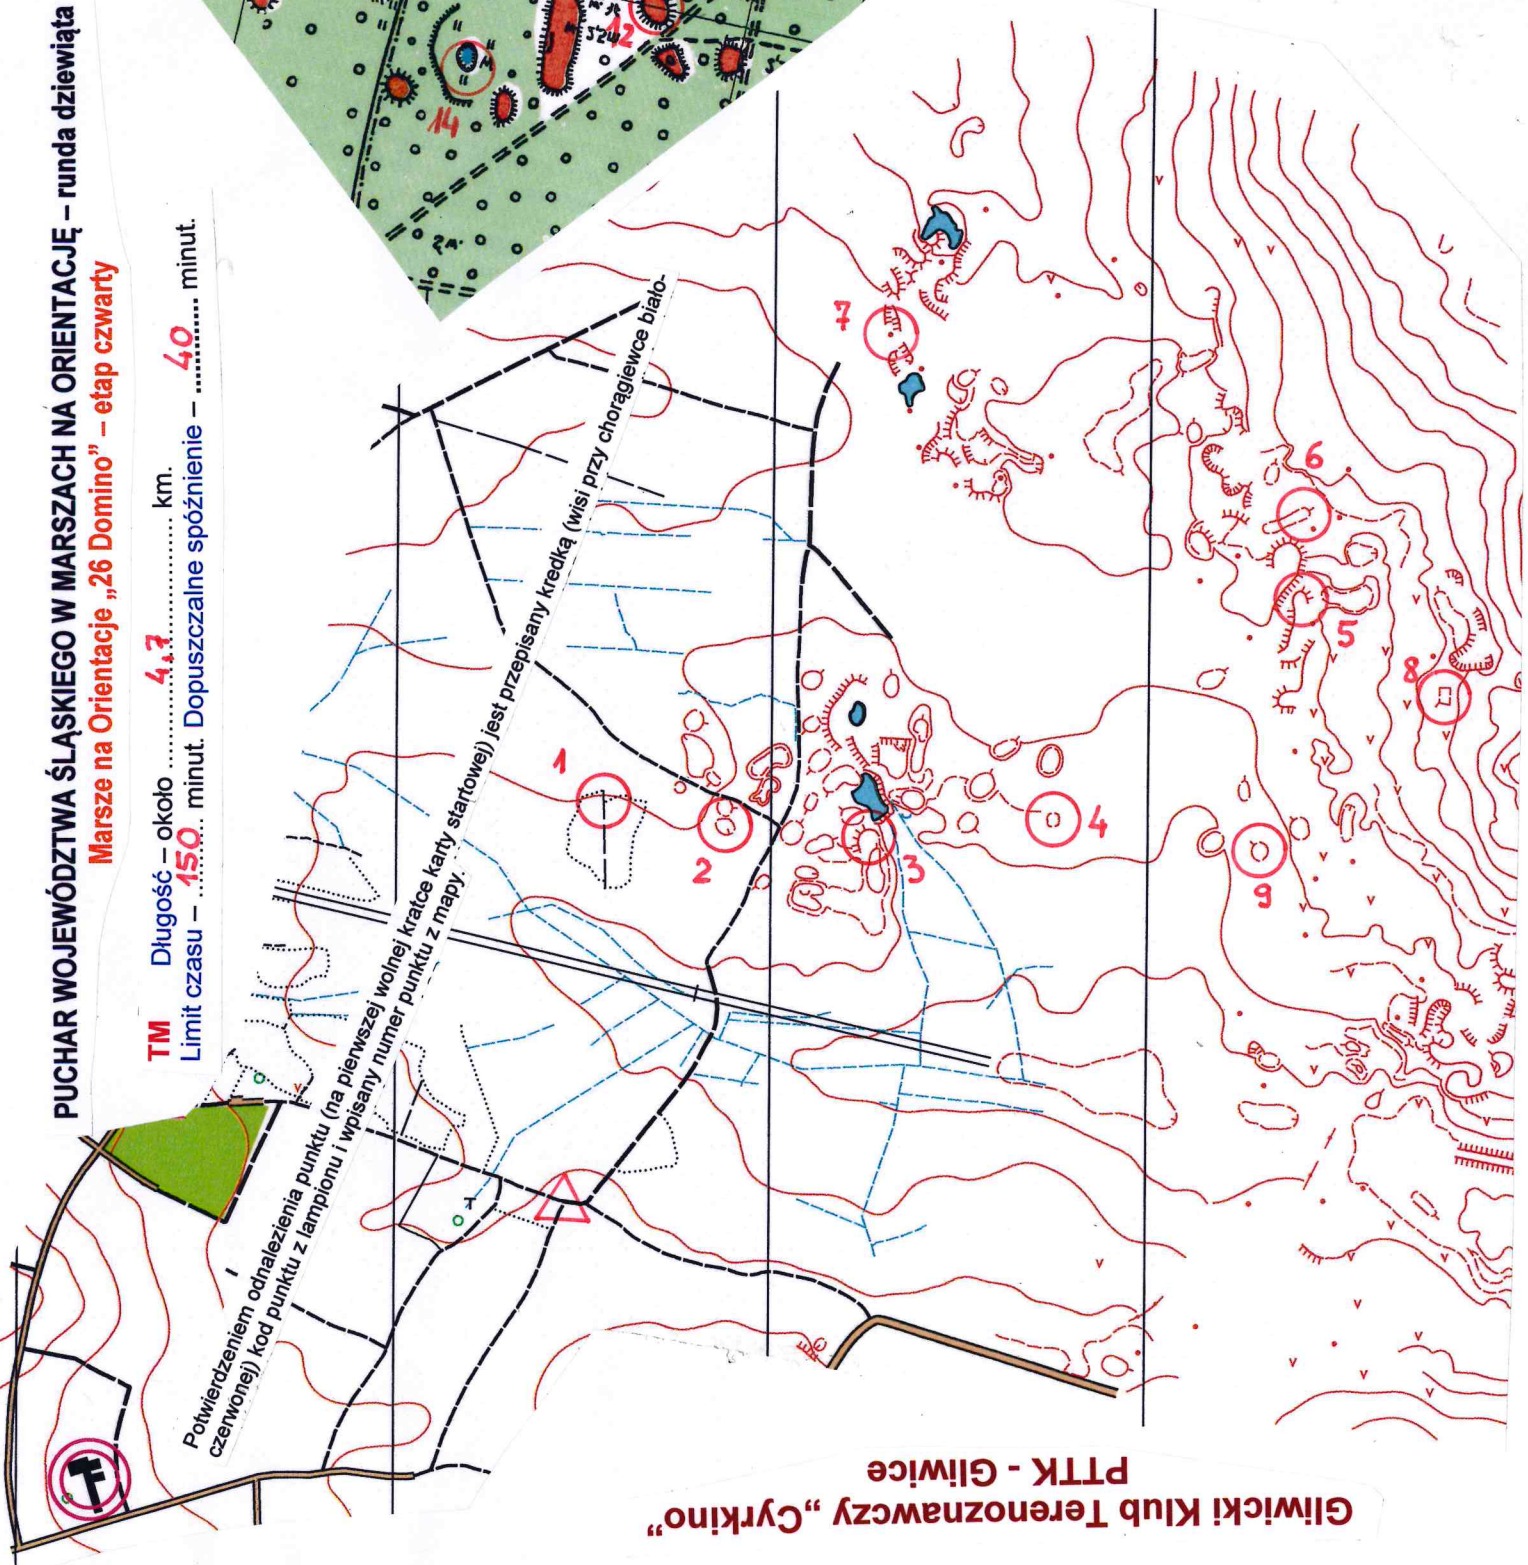 PUCHAR WOJEWÓDZTWA ŚLĄSKIEGO W MARSZACH NA ORIENTACJĘ – runda dziewiąta
Marsze na Orientacje „26 Domino” – etap czwarty
TM Długość – około ..........4,7.................. km.
Limit czasu – ...150... minut. Dopuszczalne spóźnienie – ....40...... minut.
Potwierdzeniem odnalezienia punktu (na pierwszej wolnej kratce karty startowej) jest przepisany kredką (wisi przy chorągiewce biało-
czerwonej) kod punktu z lampionu i wpisany numer punktu z mapy.
12
14
2m.
7
6
5
8
1
2
3
4
9
Gliwicki Klub Terenoznawczy „Cyrkino”
PTTK - Gliwice